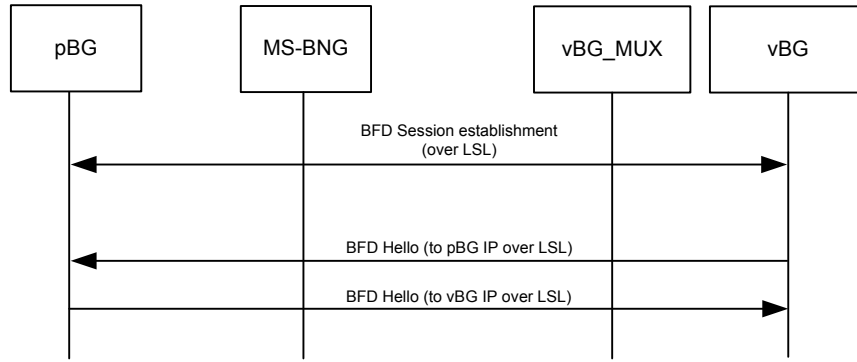 pBG
MS-BNG
vBG_MUX
vBG
BFD Session establishment
(over LSL)
BFD Hello (to pBG IP over LSL)
BFD Hello (to vBG IP over LSL)